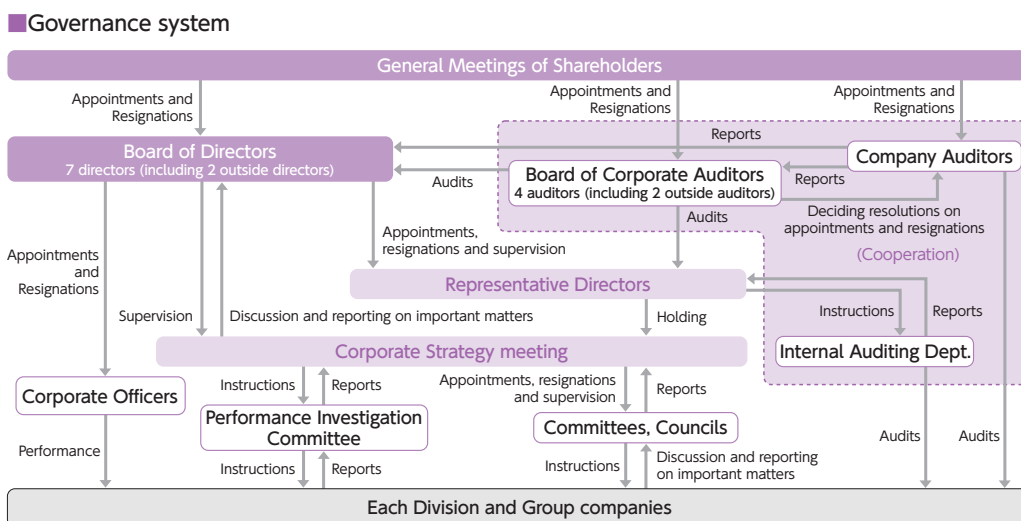 Governance system
General Meetings of Shareholders
Appointments and
Resignations
Appointments and
Resignations
Appointments and
Resignations
Reports
Board of Directors
7 directors (including 2 outside directors)
Company Auditors
Audits
Board of Corporate Auditors
4 auditors (including 2 outside auditors)
Reports
Audits
Deciding resolutions on
appointments and resignations
Appointments,
resignations and supervision
(Cooperation)
Appointments
and
Resignations
Representative Directors
Supervision
Discussion and reporting on important matters
Holding
Instructions
Reports
Corporate Strategy meeting
Internal Auditing Dept.
Instructions
Reports
Appointments, resignations
and supervision
Reports
Corporate Officers
Performance Investigation
Committee
Committees, Councils
Performance
Instructions
Reports
Instructions
Discussion and reporting
on important matters
Audits
Audits
Each Division and Group companies